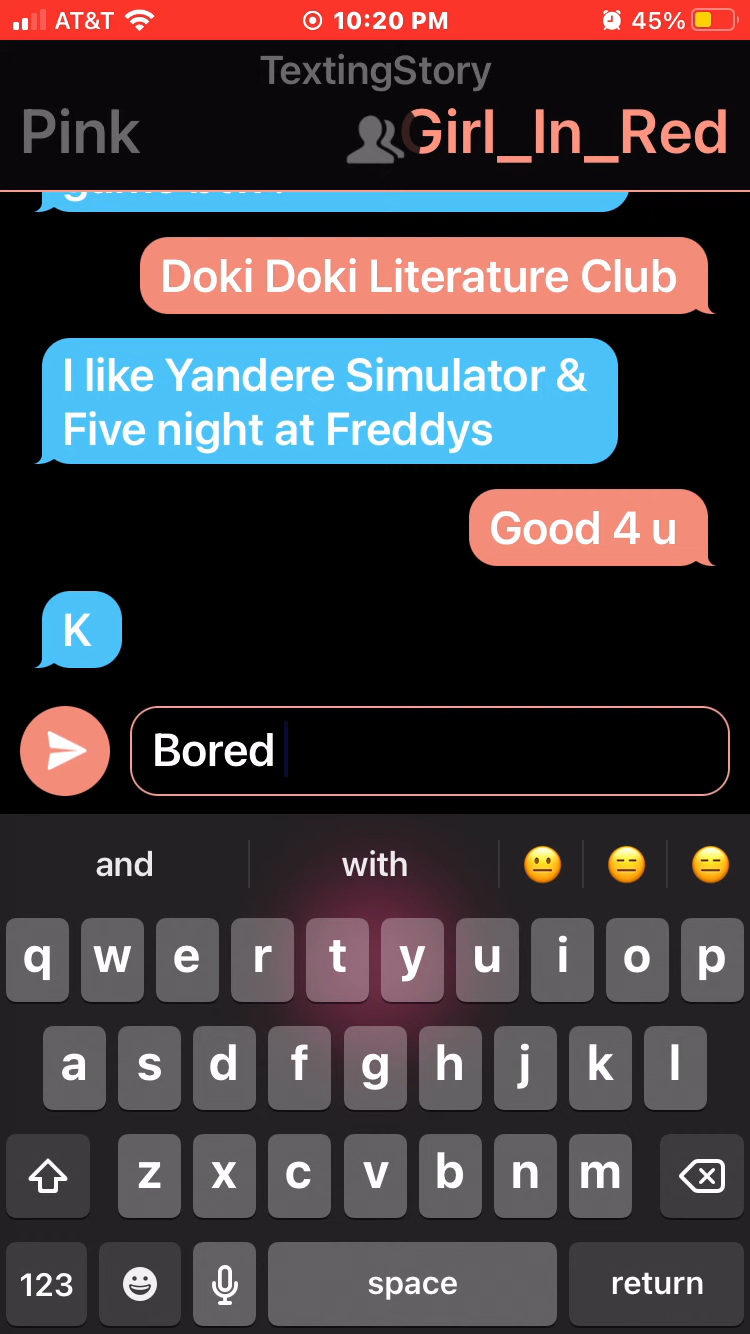 AT&T 10:20 PM 45%
TextingStory
Pink Girl_In_Red
Doki Doki Literature Club
I like Yandere Simulator &
Five night at Freddys
Good 4 u
K
Bored
and with
q w e r t y u i o p
a s d f g h j k l
z x c v b n m
123 space return